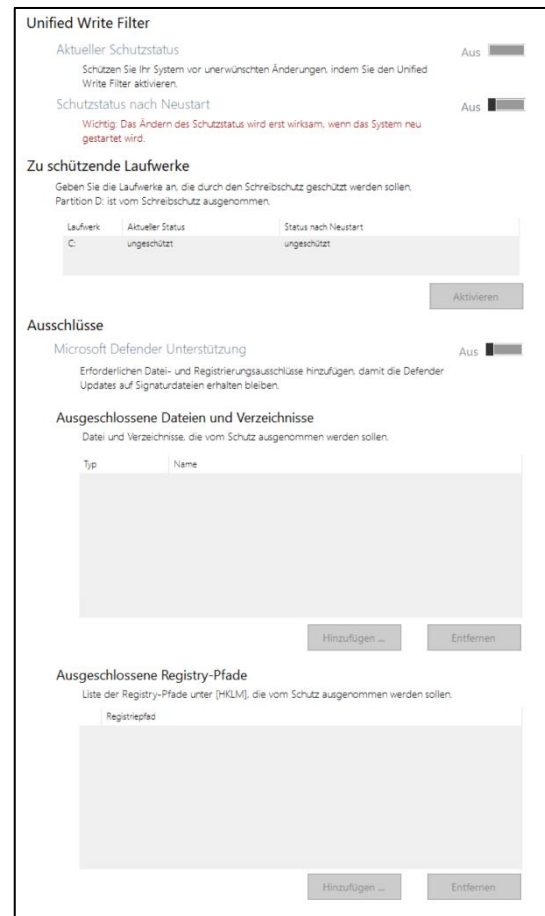 Unified Write Filter
Aktueller Schutzstatus
Aus
Schützen Sie Ihr System vor unerwünschten Änderungen, indem Sie den Unified
Write Filter aktivieren.
Schutzstatus nach Neustart
Aus
Wichtig: Das Ändern des Schutzstatus wird erst wirksam, wenn das System neu
gestartet wird.
Zu schützende Laufwerke
Geben Sie die Laufwerke an, die durch den Schreibschutz geschützt werden sollen.
Partition D: ist vom Schreibschutz ausgenommen.
Laufwerk Aktueller Status Status nach Neustart
C: ungeschützt ungeschützt
Aktivieren
Ausschlüsse
Microsoft Defender Unterstützung
Aus
Erforderlichen Datei- und Registrierungsausschlüsse hinzufügen, damit die Defender
Updates auf Signaturdateien erhalten bleiben.
Ausgeschlossene Dateien und Verzeichnisse
Datei und Verzeichnisse, die vom Schutz ausgenommen werden sollen.
Typ Name
Hinzufügen ... Entfernen
Ausgeschlossene Registry-Pfade
Liste der Registry-Pfade unter [HKLM], die vom Schutz ausgenommen werden sollen.
Registriepfad
Hinzufügen ... Entfernen